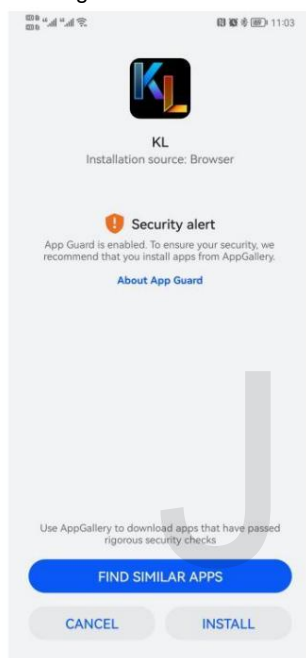 11:03
KL
KL
Installation source: Browser
Security alert
App Guard is enabled. To ensure your security, we
recommend that you install apps from AppGallery.
About App Guard
J
Use AppGallery to download apps that have passed
rigorous security checks
FIND SIMILAR APPS
CANCEL INSTALL